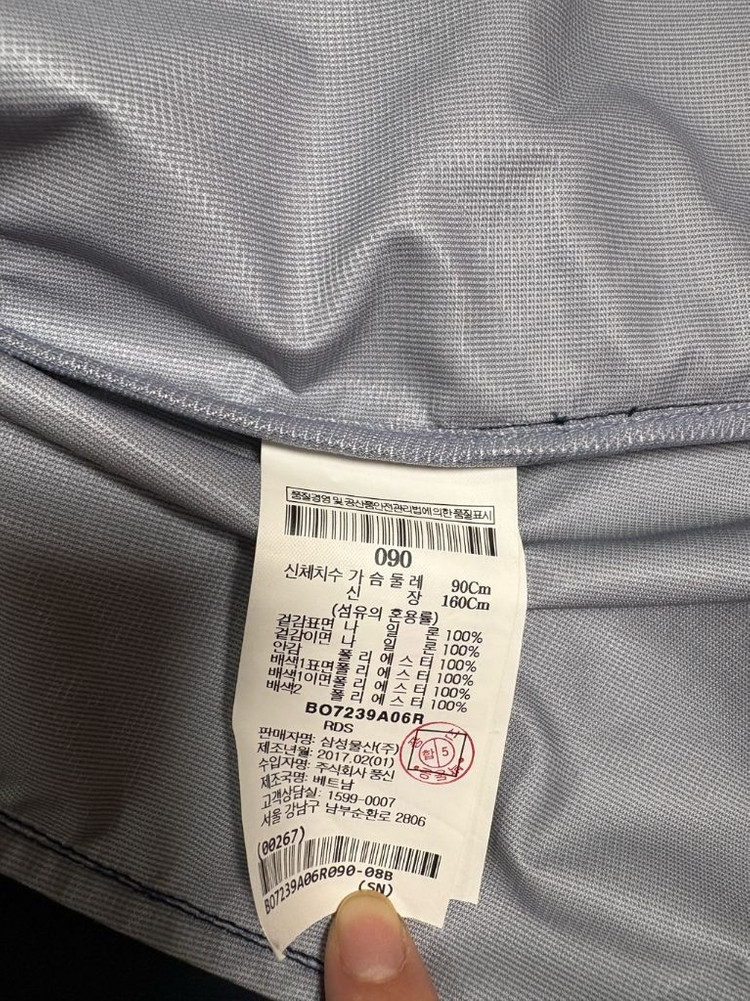 품질경영 및 공산품안전관리법에 의한 품질표시
090
신체치수 가 슴 둘 레 90Cm
신 장 160Cm
(섬유의 혼용률)
겉감표면 나 일 론 100%
겉감이면 나 일 론 100%
안감 폴 리 에 스 터 100%
배색1표면 폴 리 에 스 터 100%
배색1이면 폴 리 에 스 터 100%
배색2 폴 리 에 스 터 100%
BO7239A06R
RDS
판매자명: 삼성물산(주)
제조년월: 2017.02(01)
수입자명: 주식회사 풍신
제조국명: 베트남
고객상담실: 1599-0007
서울 강남구 남부순환로 2806
합 5
(00267)
BO7239A06R090-08B
(SN)